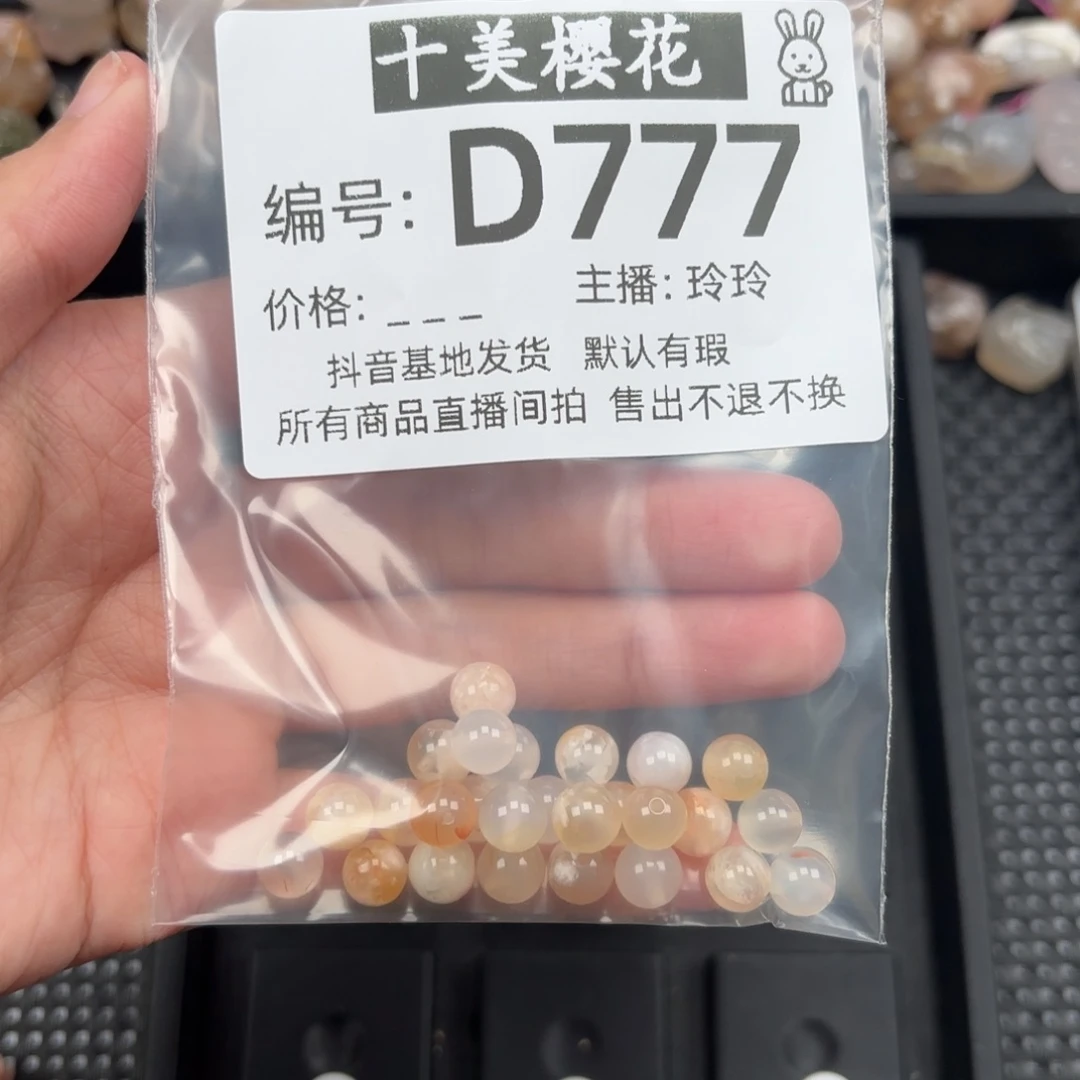 十美樱花
编号: D777
价格: _ _ _ 主播: 玲玲
抖音基地发货 默认有瑕
所有商品直播间拍 售出不退不换